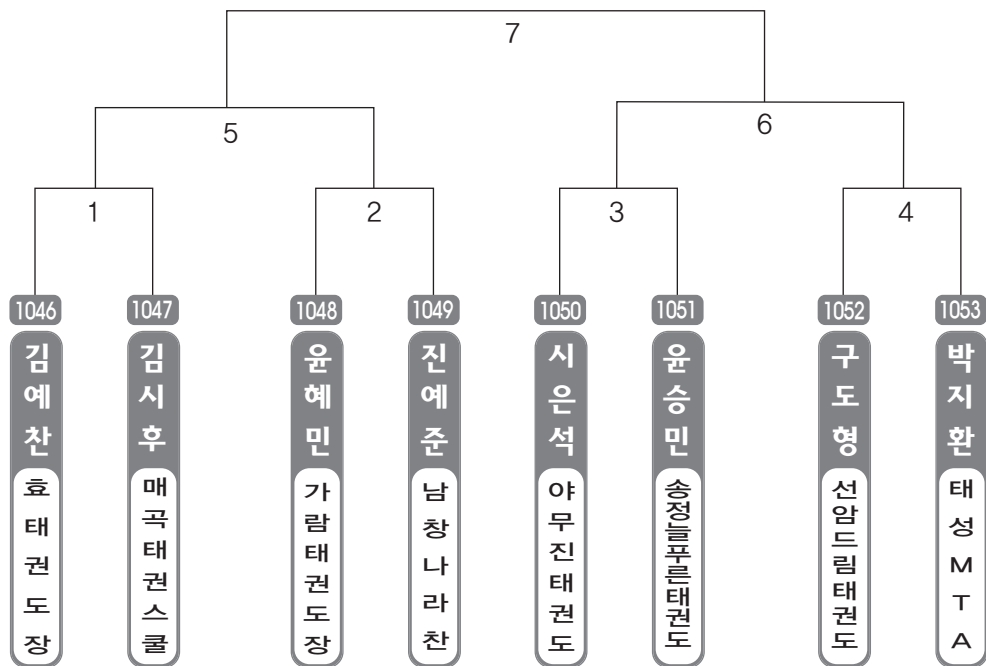 7
5
6
1
2
3
4
1046
김예찬
효태권도장
1047
김시후
매곡태권스쿨
1048
윤혜민
가람태권도장
1049
진예준
남창나라찬
1050
시은석
야무진태권도
1051
윤승민
송정늘푸른태권도
1052
구도형
선암드림태권도
1053
박지환
태성MTA